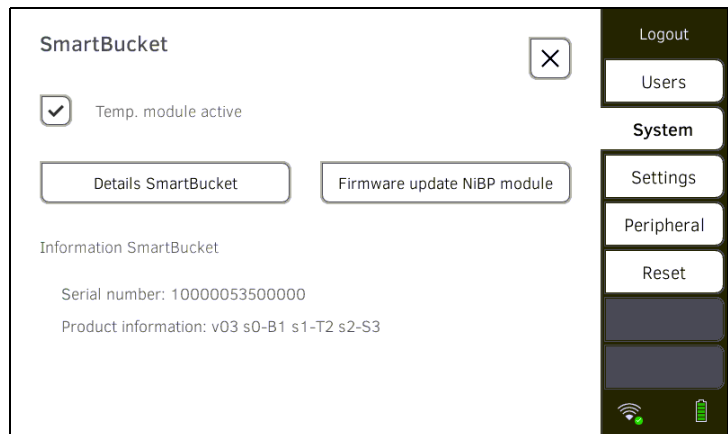 SmartBucket
Temp. module active
Details SmartBucket
Firmware update NiBP module
Information SmartBucket
Serial number: 10000053500000
Product information: v03 s0-B1 s1-T2 s2-S3
Logout
Users
System
Settings
Peripheral
Reset